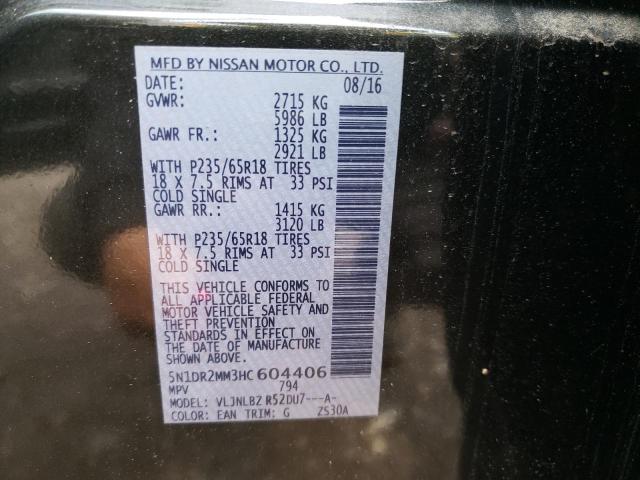 MFD BY NISSAN MOTOR CO., LTD.
DATE: 08/16
GVWR: 2715 KG
5986 LB
GAWR FR.: 1325 KG
2921 LB
WITH P235/65R18 TIRES
18 X 7.5 RIMS AT 33 PSI
COLD SINGLE
GAWR RR.: 1415 KG
3120 LB
WITH P235/65R18 TIRES
18 X 7.5 RIMS AT 33 PSI
COLD SINGLE
THIS VEHICLE CONFORMS TO
ALL APPLICABLE FEDERAL
MOTOR VEHICLE SAFETY AND
THEFT PREVENTION
STANDARDS IN EFFECT ON
THE DATE OF MANUFACTURE
SHOWN ABOVE.
5N1DR2MM3HC604406
MPV 794
MODEL: VLJNLBZ R52DU7---A-
COLOR: EAN TRIM: G ZS30A